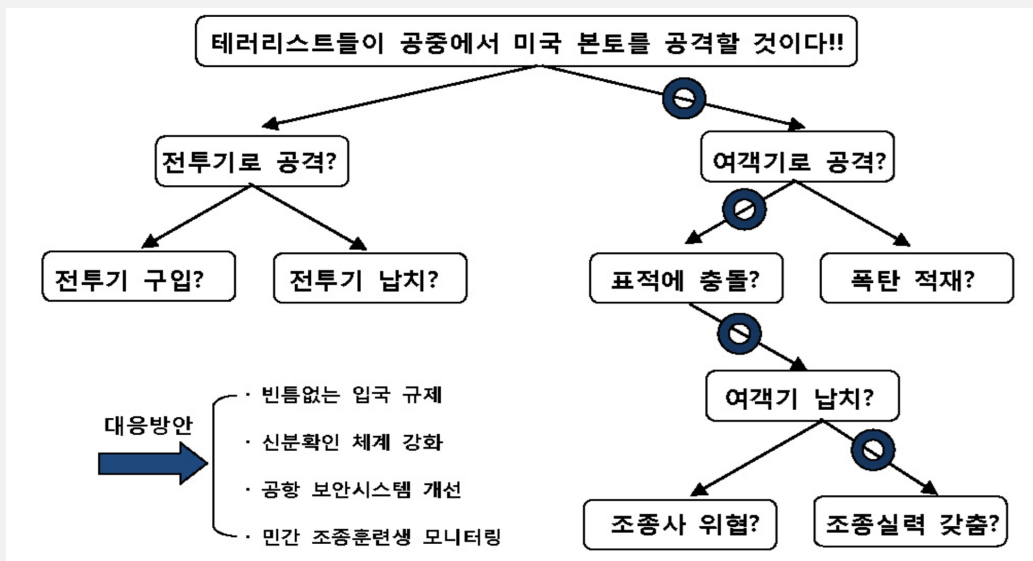 테러리스트들이 공중에서 미국 본토를 공격할 것이다!!
전투기로 공격?
여객기로 공격?
전투기 구입?
전투기 납치?
표적에 충돌?
폭탄 적재?
여객기 납치?
조종사 위협?
조종실력 갖춤?
대응방안
· 빈틈없는 입국 규제
· 신분확인 체계 강화
· 공항 보안시스템 개선
· 민간 조종훈련생 모니터링